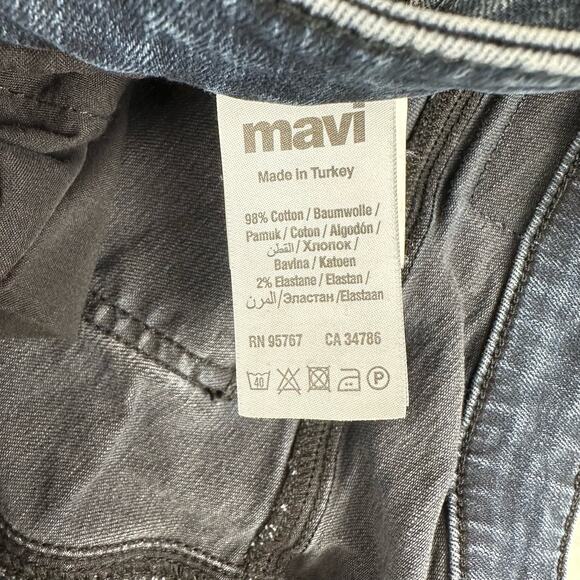 mavi
Made in Turkey
98% Cotton / Baumwolle /
Pamuk / Coton / Algodón /
القطن / Хлопок /
Bavlna / Katoen
2% Elastane / Elastan /
المرن / Эластан /Elastaan
RN 95767 CA 34786
40 P